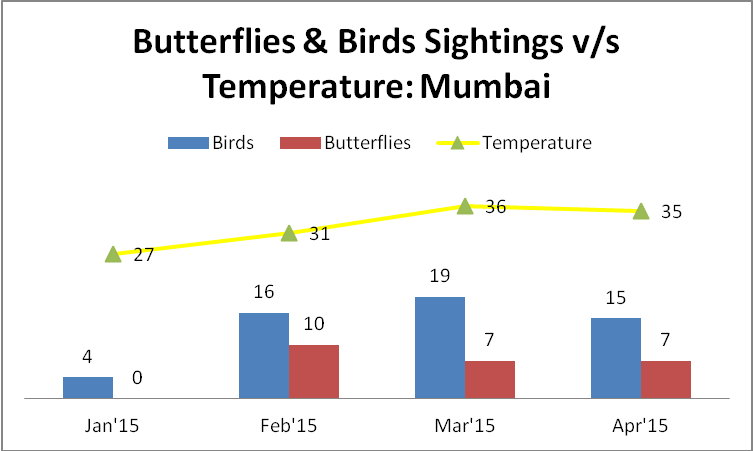 Butterflies & Birds Sightings v/s
Temperature: Mumbai
Birds Butterflies Temperature
27 31 36 35
4 0 16 10 19 7 15 7
Jan'15 Feb'15 Mar'15 Apr'15